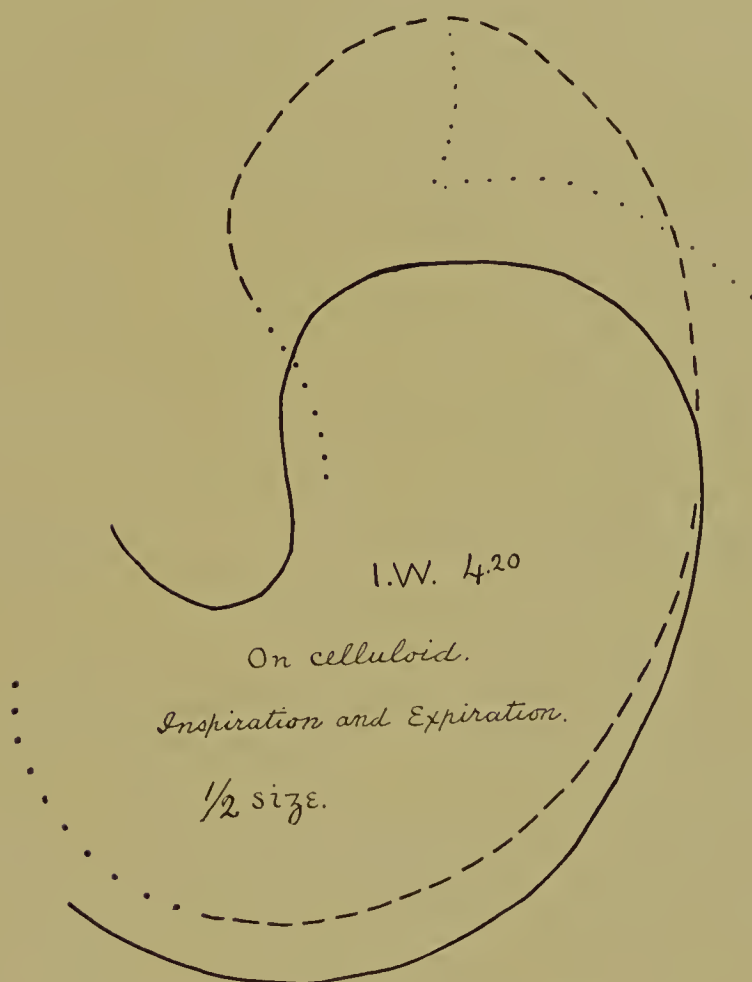 I.W. 4.20
On celluloid.
Inspiration and Expiration.
1/2 size.